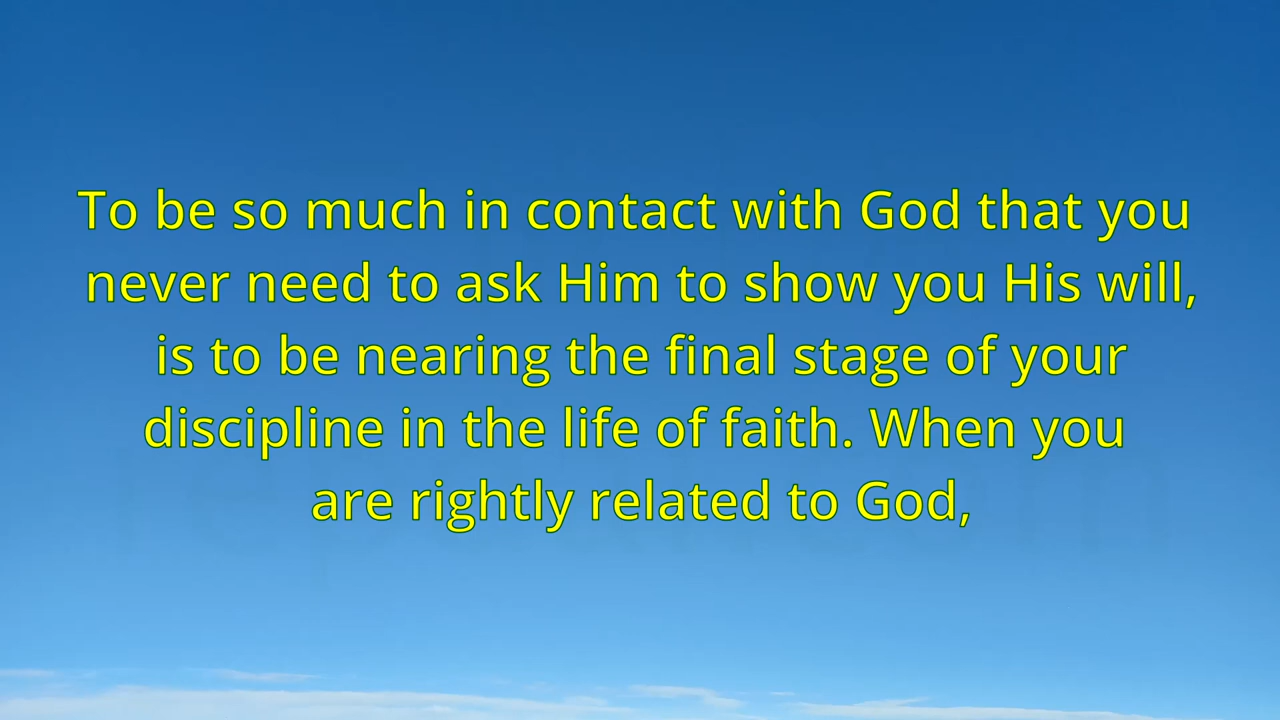 To be so much in contact with God that you
never need to ask Him to show you His will,
is to be nearing the final stage of your
discipline in the life of faith. When you
are rightly related to God,